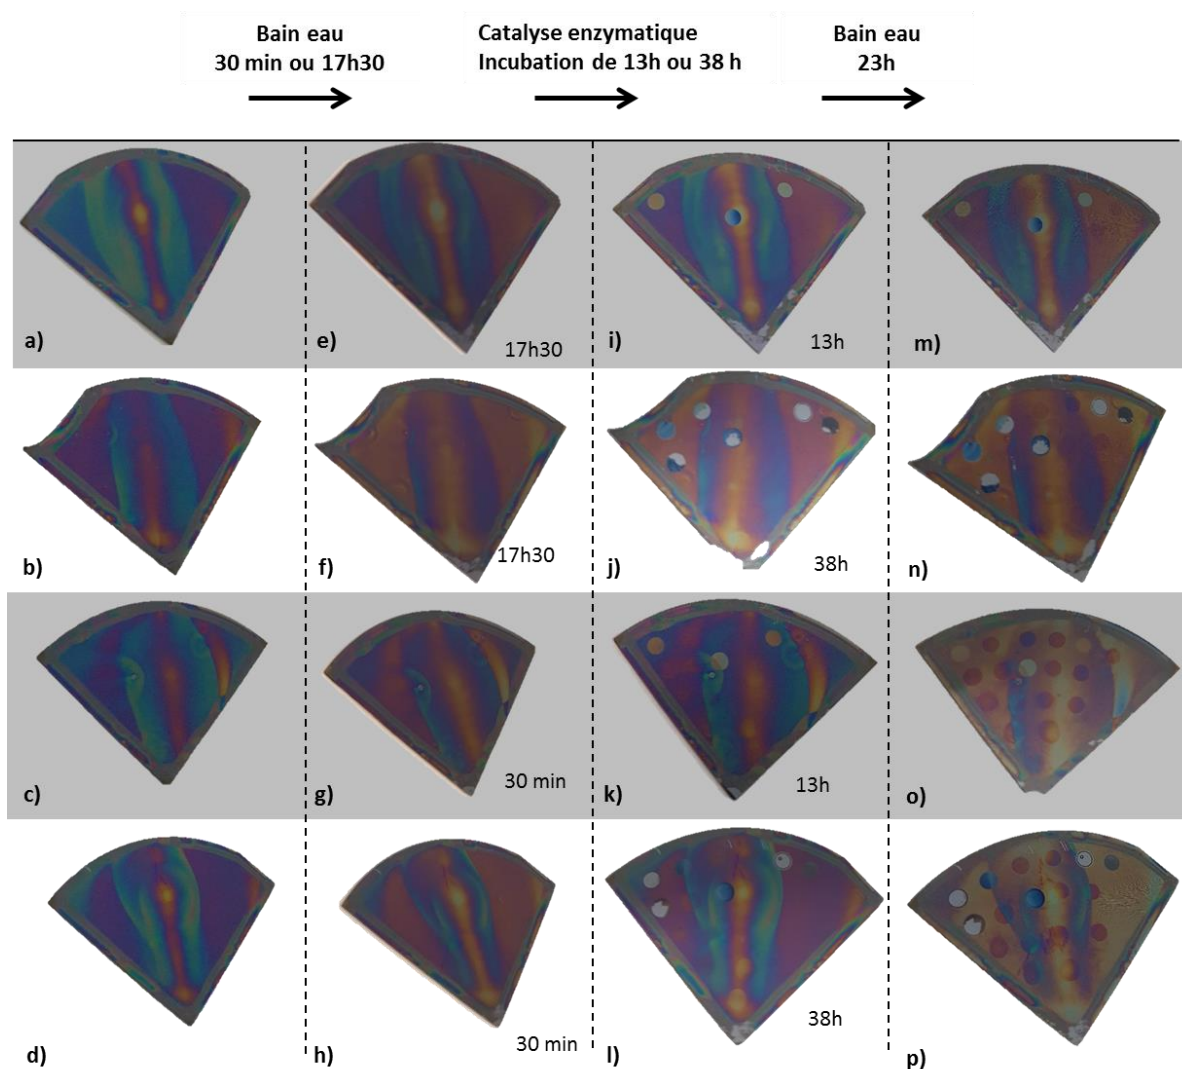 Bain eau
30 min ou 17h30
Catalyse enzymatique
Incubation de 13h ou 38 h
Bain eau
23h
a)
e)
17h30
i)
13h
m)
b)
f)
17h30
j)
38h
n)
c)
g)
30 min
k)
13h
o)
d)
h)
30 min
l)
38h
p)